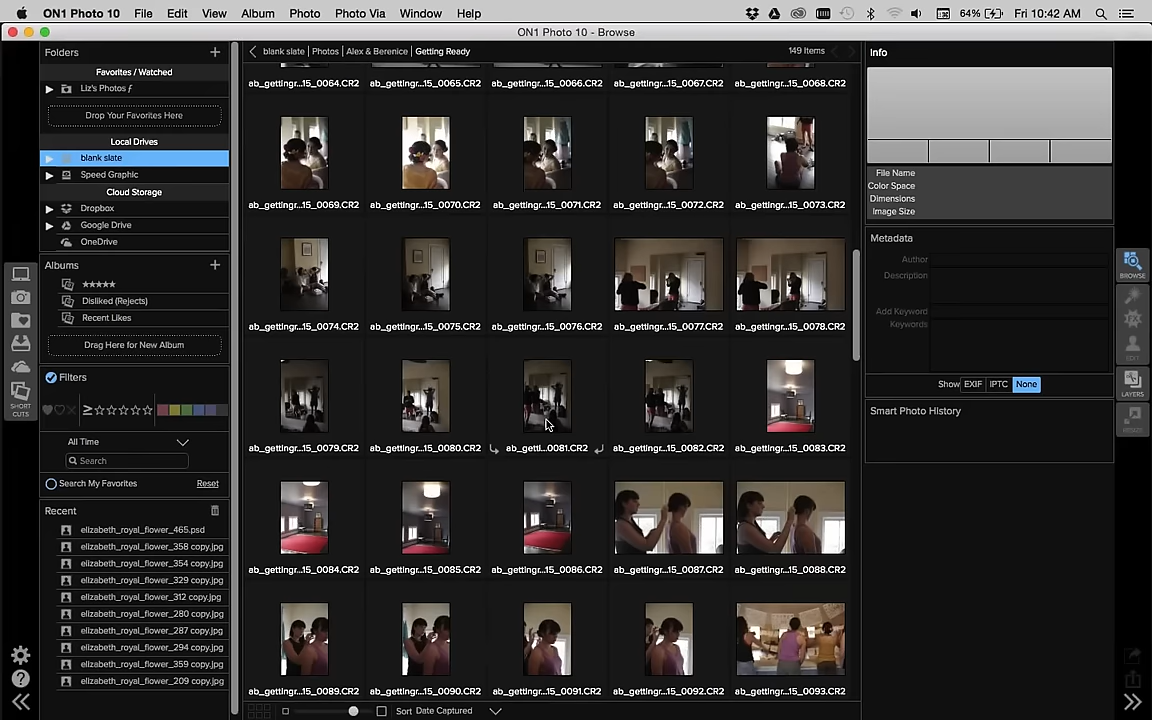 ON1 Photo 10 File Edit View Album Photo Photo Via Window Help 64% Fri 10:42 AM
ON1 Photo 10 - Browse
Folders
Favorites / Watched
Liz's Photos ƒ
Drop Your Favorites Here
Local Drives
blank slate
Speed Graphic
Cloud Storage
Dropbox
Google Drive
OneDrive
Albums
★★★★★
Disliked (Rejects)
Recent Likes
Drag Here for New Album
SHORT CUTS
Filters
≥☆☆☆☆☆
All Time
Search
Search My Favorites Reset
Recent
elizabeth_royal_flower_465.psd
elizabeth_royal_flower_358 copy.jpg
elizabeth_royal_flower_354 copy.jpg
elizabeth_royal_flower_329 copy.jpg
elizabeth_royal_flower_312 copy.jpg
elizabeth_royal_flower_280 copy.jpg
elizabeth_royal_flower_287 copy.jpg
elizabeth_royal_flower_294 copy.jpg
elizabeth_royal_flower_359 copy.jpg
elizabeth_royal_flower_209 copy.jpg
blank slate | Photos | Alex & Berenice | Getting Ready 149 Items
ab_gettingr...15_0064.CR2 ab_gettingr...15_0065.CR2 ab_gettingr...15_0066.CR2 ab_gettingr...15_0067.CR2 ab_gettingr...15_0068.CR2
ab_gettingr...15_0069.CR2 ab_gettingr...15_0070.CR2 ab_gettingr...15_0071.CR2 ab_gettingr...15_0072.CR2 ab_gettingr...15_0073.CR2
ab_gettingr...15_0074.CR2 ab_gettingr...15_0075.CR2 ab_gettingr...15_0076.CR2 ab_gettingr...15_0077.CR2 ab_gettingr...15_0078.CR2
ab_gettingr...15_0079.CR2 ab_gettingr...15_0080.CR2 ab_getti...0081.CR2 ab_gettingr...15_0082.CR2 ab_gettingr...15_0083.CR2
ab_gettingr...15_0084.CR2 ab_gettingr...15_0085.CR2 ab_gettingr...15_0086.CR2 ab_gettingr...15_0087.CR2 ab_gettingr...15_0088.CR2
ab_gettingr...15_0089.CR2 ab_gettingr...15_0090.CR2 ab_gettingr...15_0091.CR2 ab_gettingr...15_0092.CR2 ab_gettingr...15_0093.CR2
Sort Date Captured
Info
File Name
Color Space
Dimensions
Image Size
Metadata
Author
Description
Add Keyword
Keywords
Show EXIF IPTC None
Smart Photo History
BROWSE
FX
EDIT
LAYERS
RESIZE